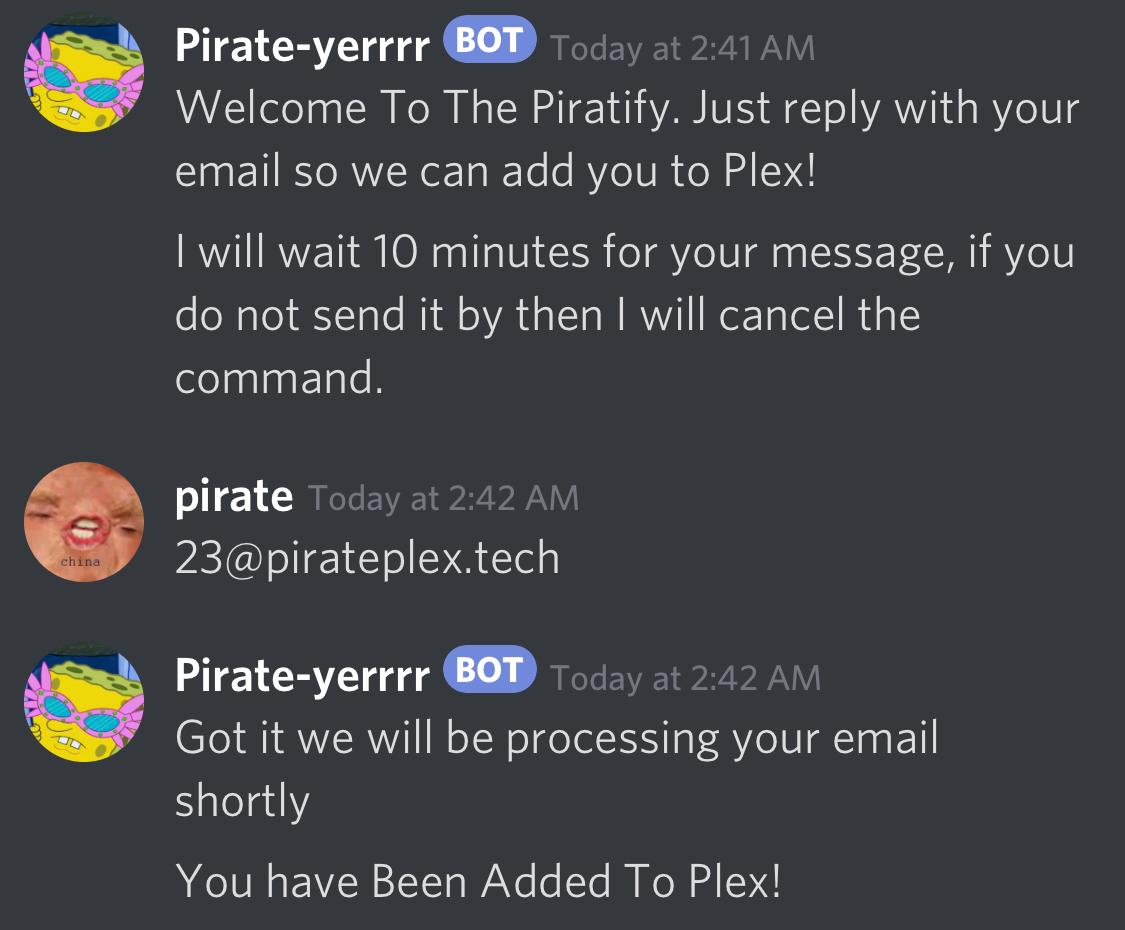 Pirate-yerrrr BOT Today at 2:41 AM
Welcome To The Piratify. Just reply with your
email so we can add you to Plex!
I will wait 10 minutes for your message, if you
do not send it by then I will cancel the
command.
pirate Today at 2:42 AM
23@pirateplex.tech
china
Pirate-yerrrr BOT Today at 2:42 AM
Got it we will be processing your email
shortly
You have Been Added To Plex!